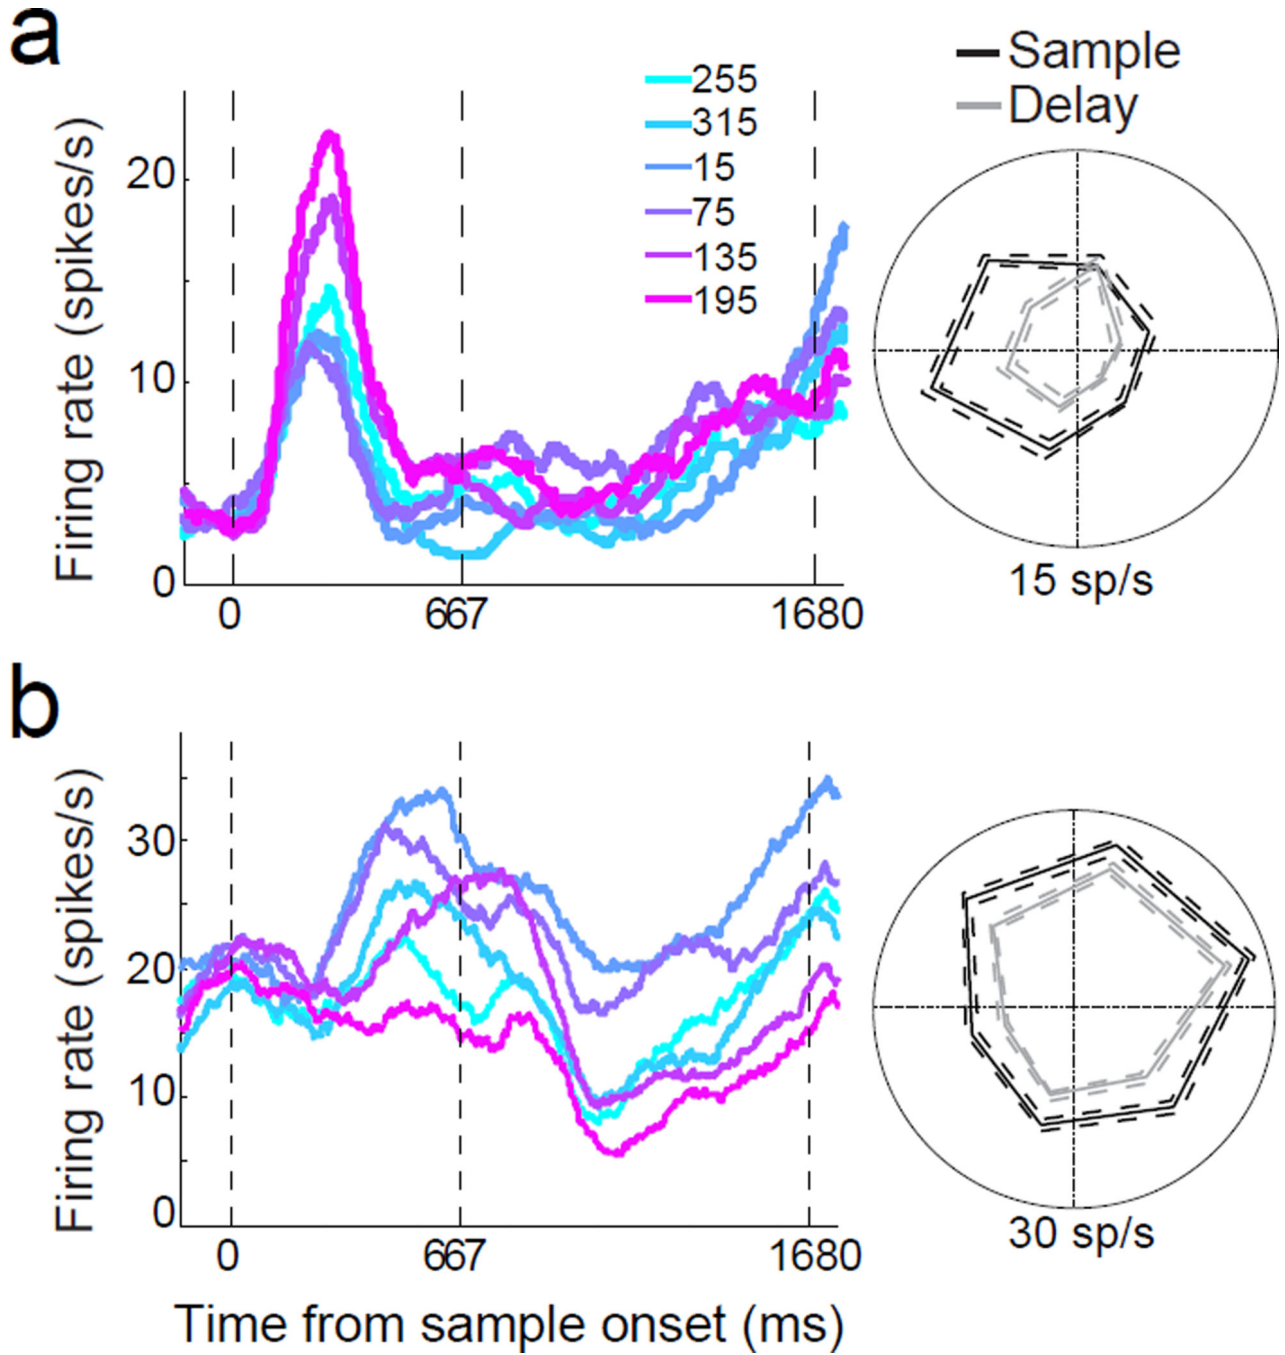 a
Sample
Delay
255
315
15
75
135
195
20
10
0
Firing rate (spikes/s)
0
667
1680
15 sp/s
b
30
20
10
0
Firing rate (spikes/s)
0
667
1680
30 sp/s
Time from sample onset (ms)